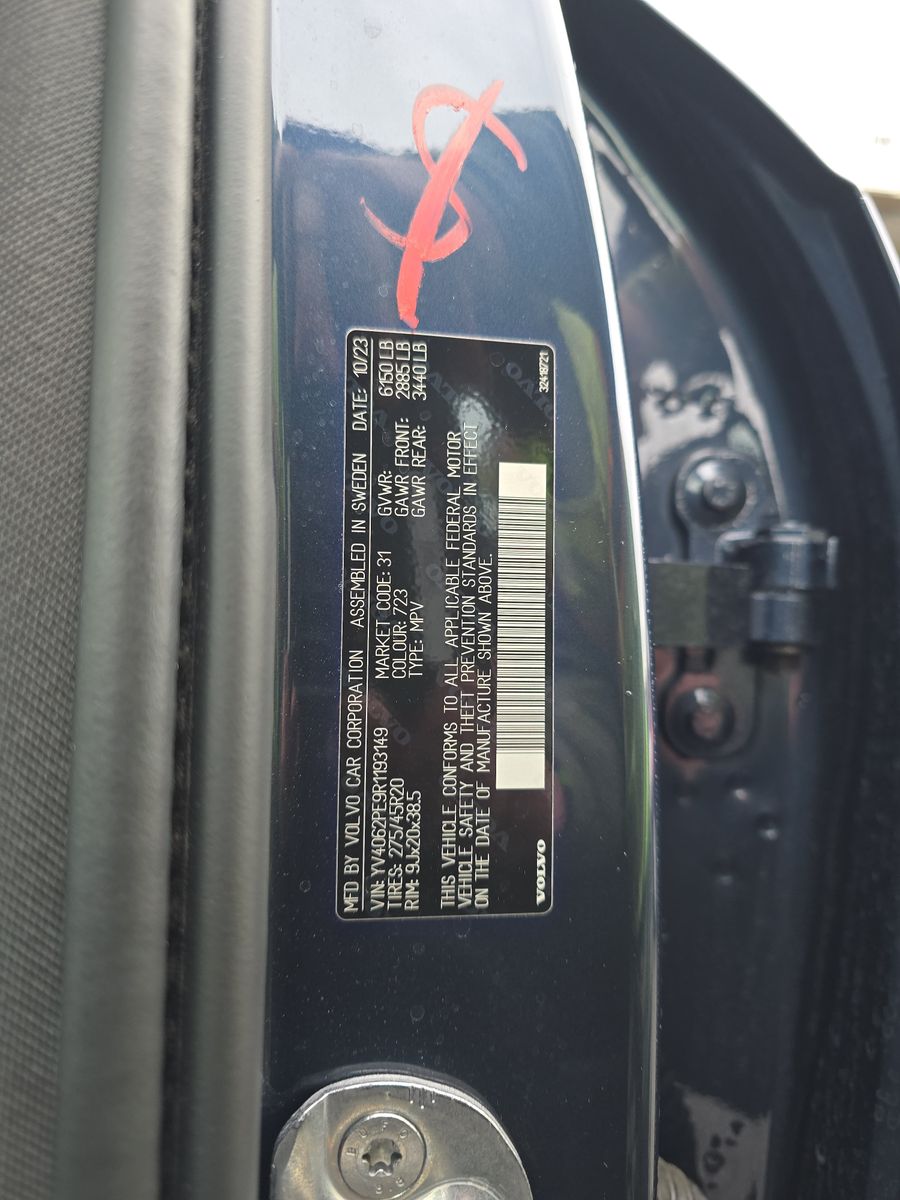 MFD BY VOLVO CAR CORPORATION ASSEMBLED IN SWEDEN DATE: 10/23
VIN: YV4062PE9R1193149 MARKET CODE: 31 GVWR: 6150 LB
TIRES: 275/45R20 COLOUR: 723 GAWR FRONT: 2885 LB
RIM: 9Jx20x38.5 TYPE: MPV GAWR REAR: 3440 LB
THIS VEHICLE CONFORMS TO ALL APPLICABLE FEDERAL MOTOR
VEHICLE SAFETY AND THEFT PREVENTION STANDARDS IN EFFECT
ON THE DATE OF MANUFACTURE SHOWN ABOVE.
VOLVO 32418721
BUFO